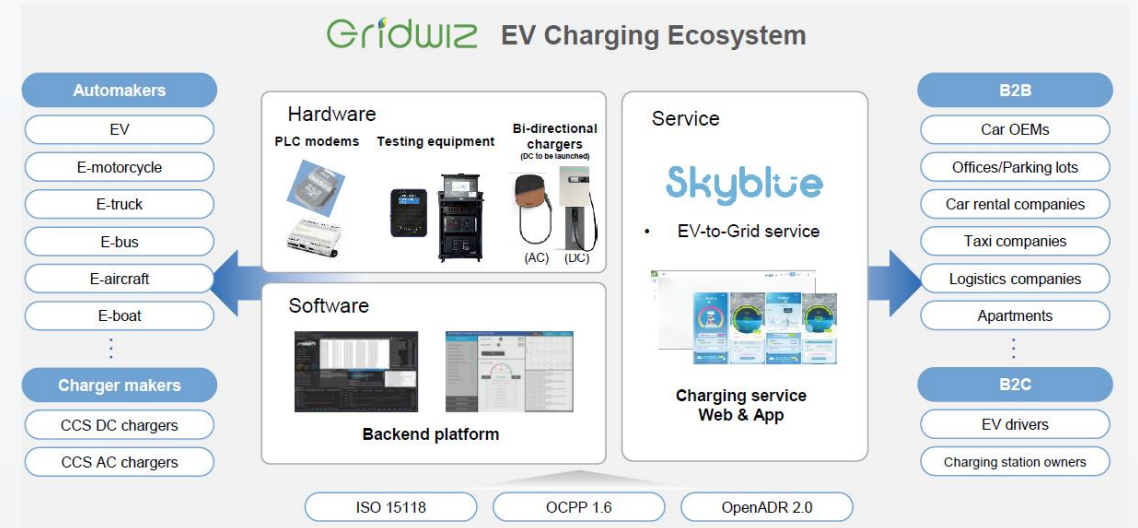 Gridwiz EV Charging Ecosystem
Automakers
EV
E-motorcycle
E-truck
E-bus
E-aircraft
E-boat
Charger makers
CCS DC chargers
CCS AC chargers
Hardware
PLC modems
Testing equipment
Bi-directional
chargers
(DC to be launched)
(AC) (DC)
Software
Backend platform
Service
Skyblue
• EV-to-Grid service
Charging service
Web & App
B2B
Car OEMs
Offices/Parking lots
Car rental companies
Taxi companies
Logistics companies
Apartments
B2C
EV drivers
Charging station owners
ISO 15118
OCPP 1.6
OpenADR 2.0